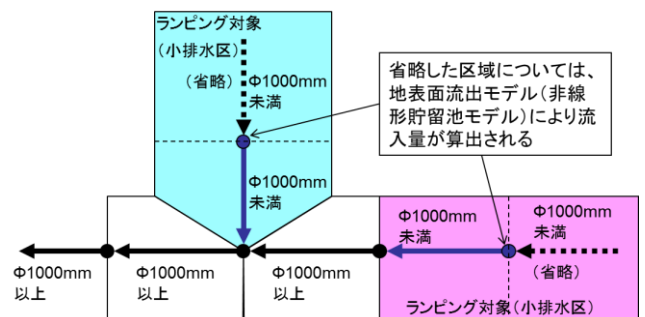 ランピング対象
(小排水区)
(省略)
Φ1000mm
未満
Φ1000mm
未満
省略した区域については、
地表面流出モデル(非線
形貯留池モデル)により流
入量が算出される
Φ1000mm
未満
Φ1000mm
未満
(省略)
Φ1000mm
以上
Φ1000mm
以上
Φ1000mm
以上
ランピング対象(小排水区)